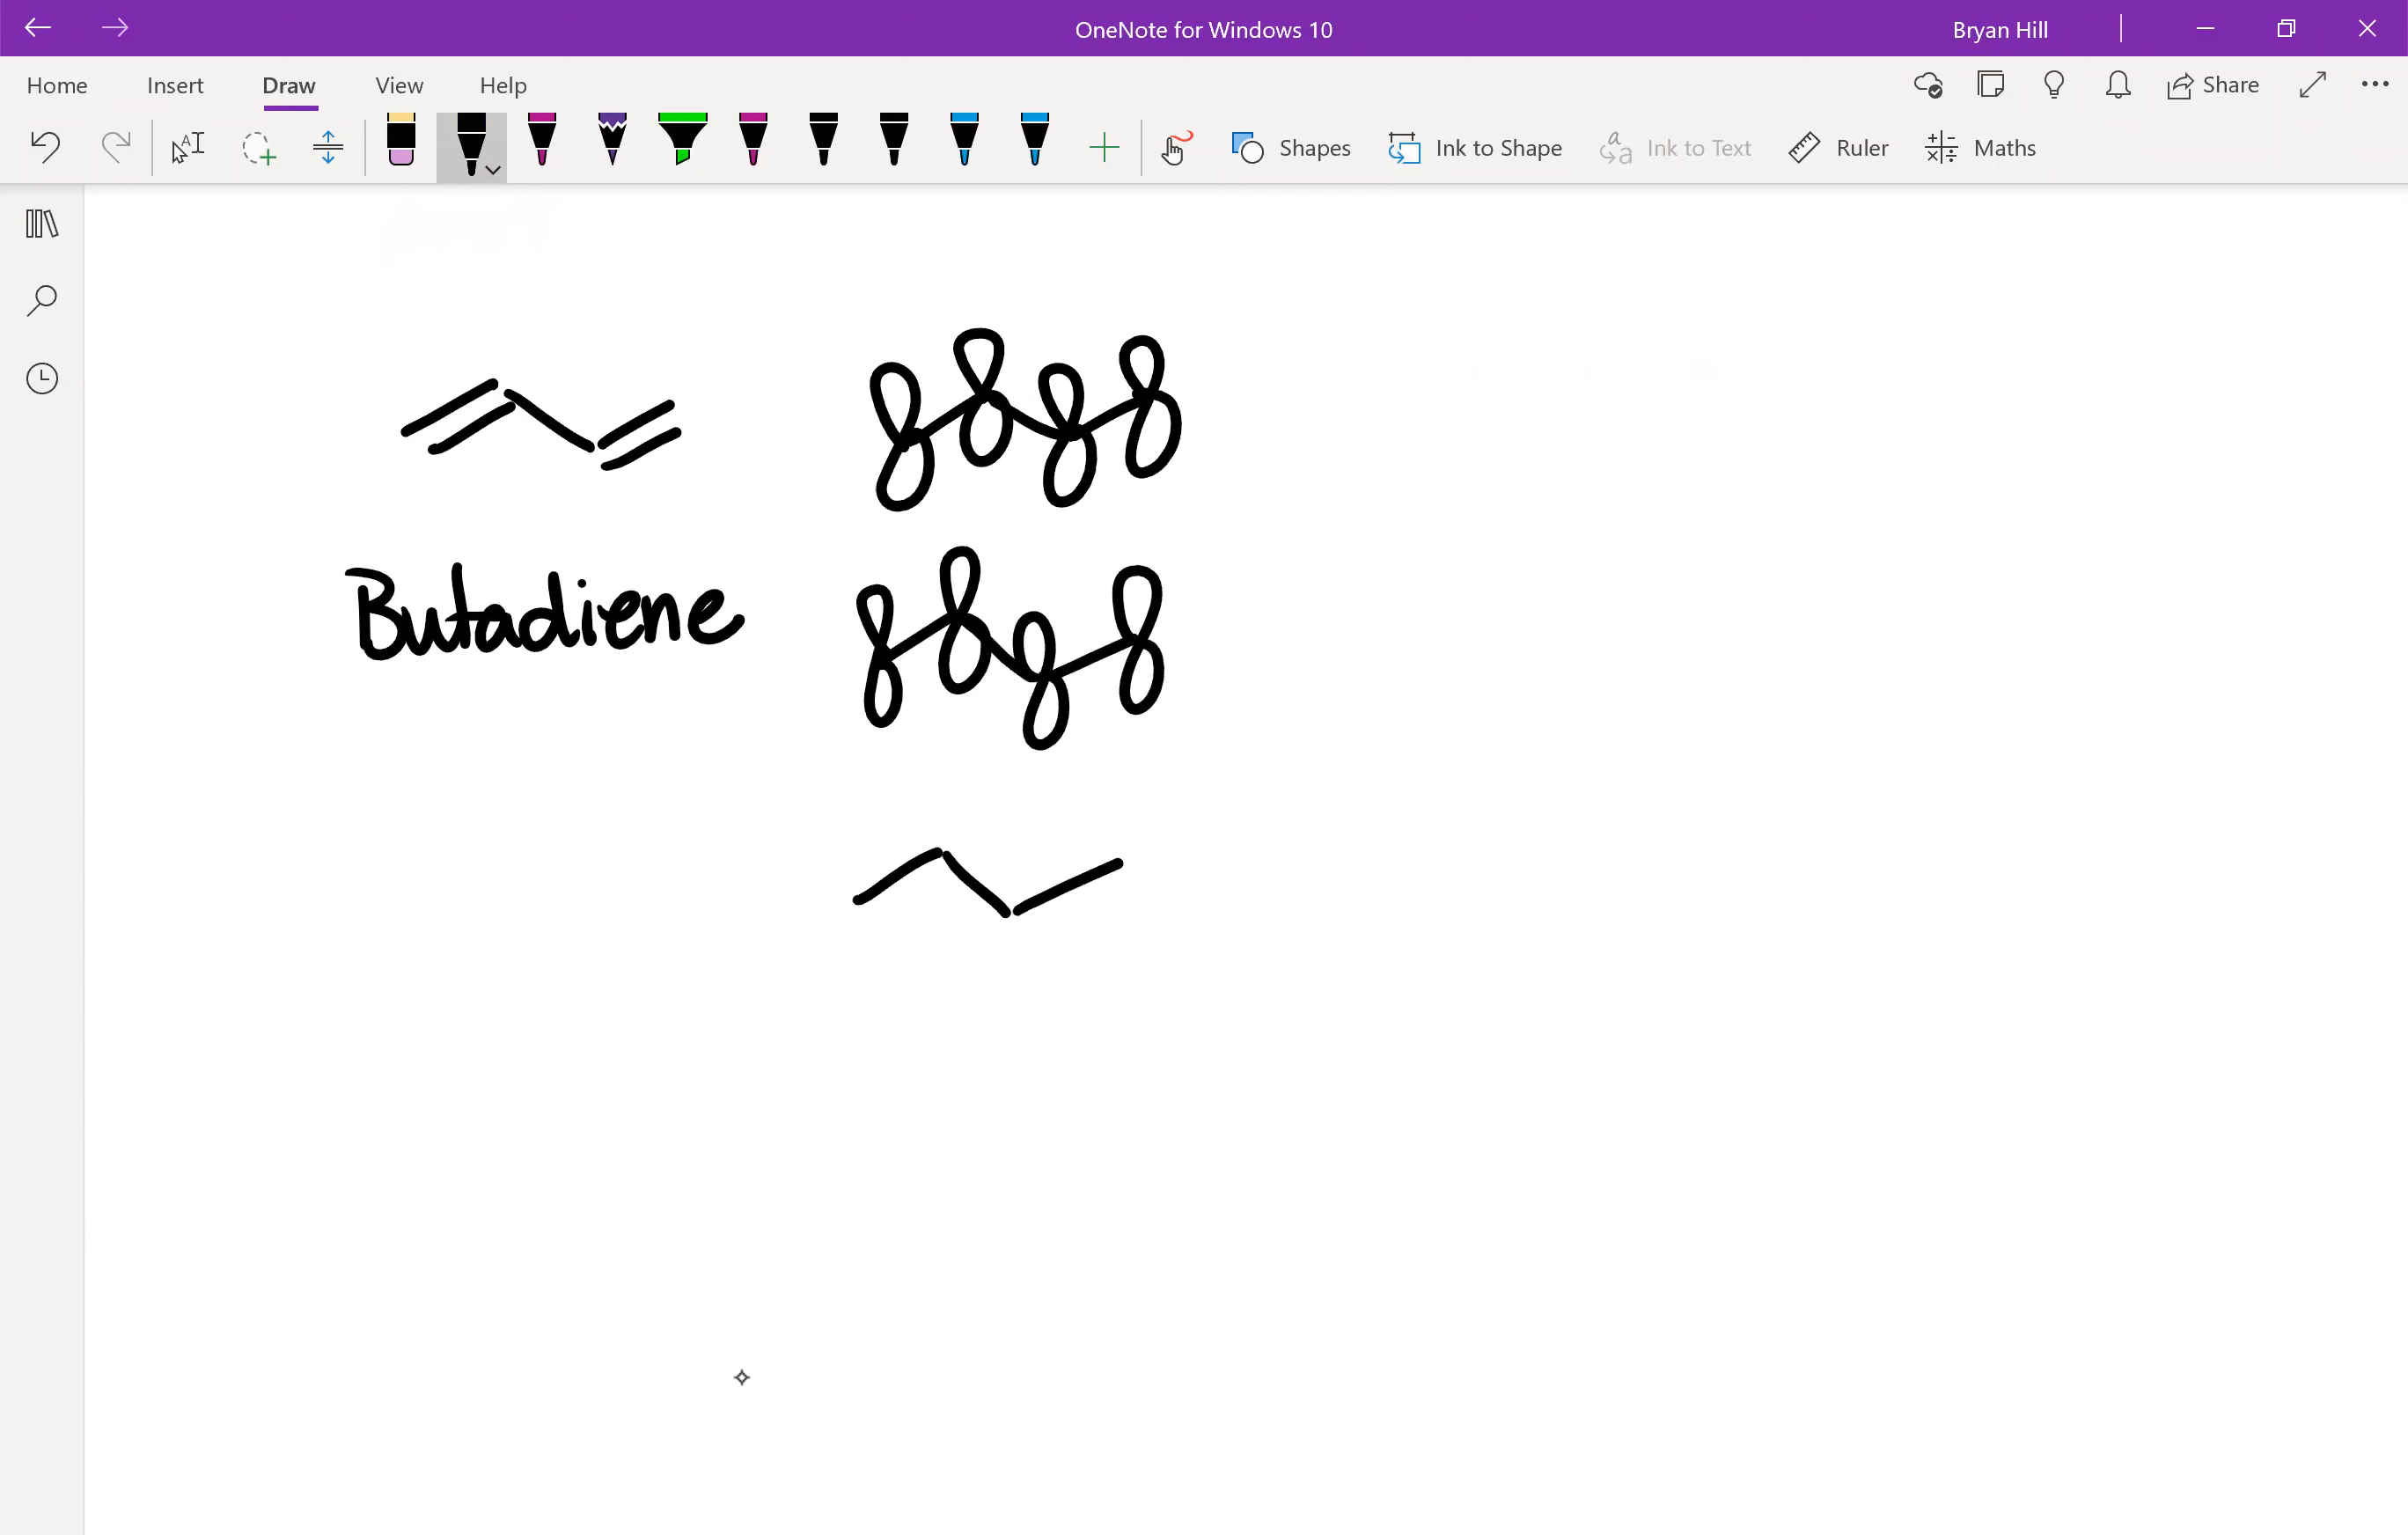 OneNote for Windows 10 Bryan Hill
Home Insert Draw View Help Share
Shapes Ink to Shape Ink to Text Ruler Maths
Butadiene